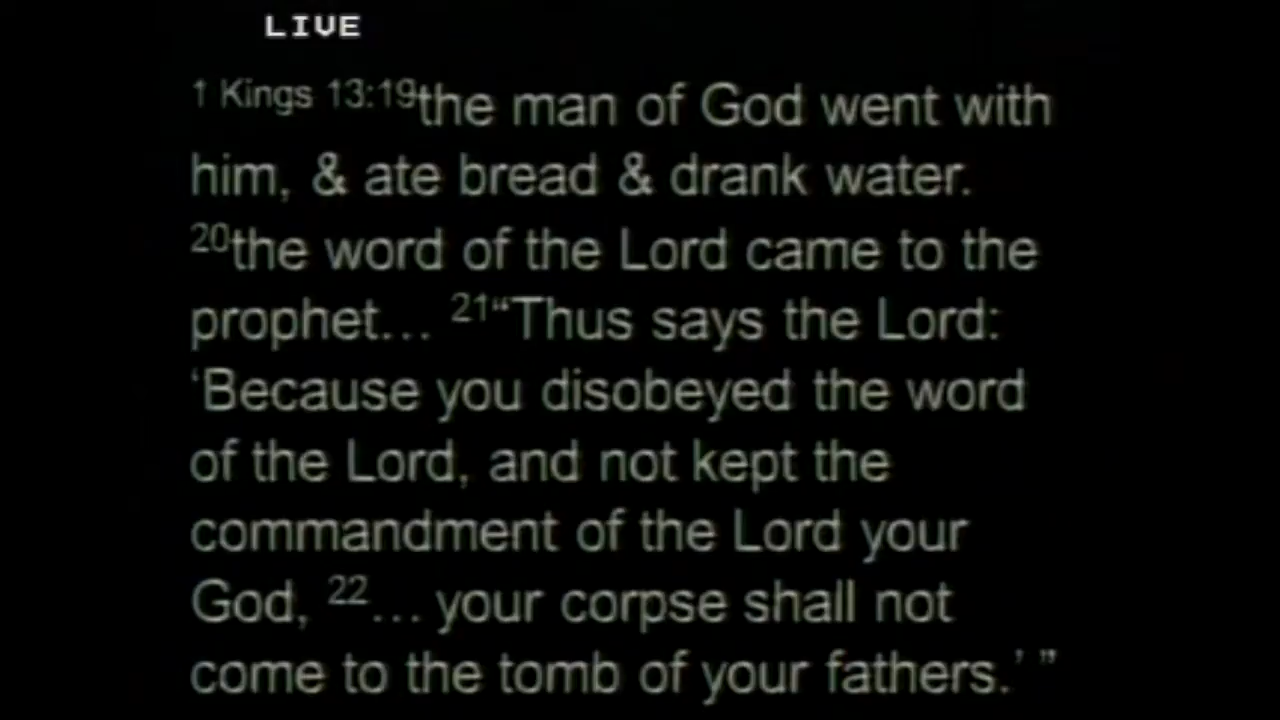 LIVE
1 Kings 13:19the man of God went with
him, & ate bread & drank water.
20the word of the Lord came to the
prophet... 21“Thus says the Lord:
‘Because you disobeyed the word
of the Lord, and not kept the
commandment of the Lord your
God, 22... your corpse shall not
come to the tomb of your fathers.’ ”